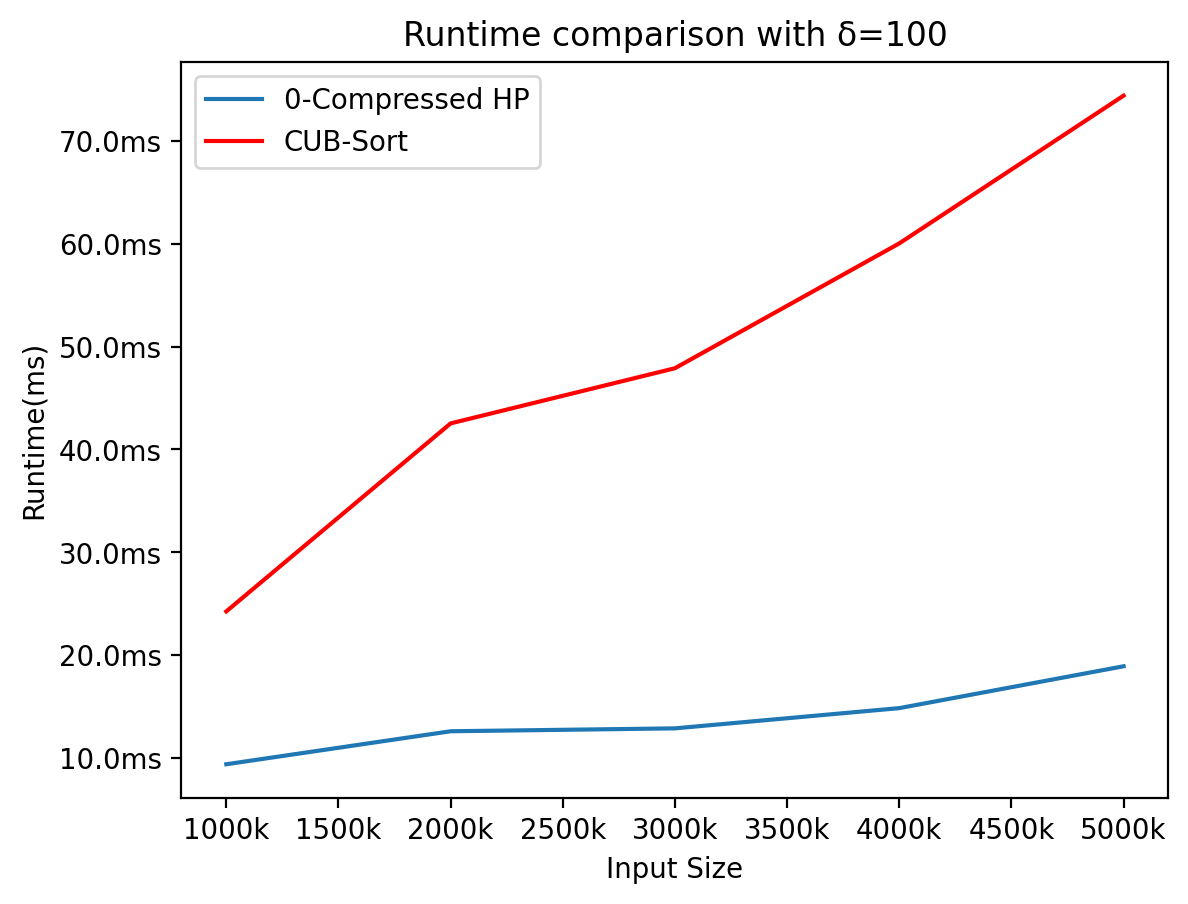 Runtime comparison with δ=100
0-Compressed HP
CUB-Sort
70.0ms
60.0ms
50.0ms
40.0ms
30.0ms
20.0ms
10.0ms
Runtime(ms)
1000k 1500k 2000k 2500k 3000k 3500k 4000k 4500k 5000k
Input Size